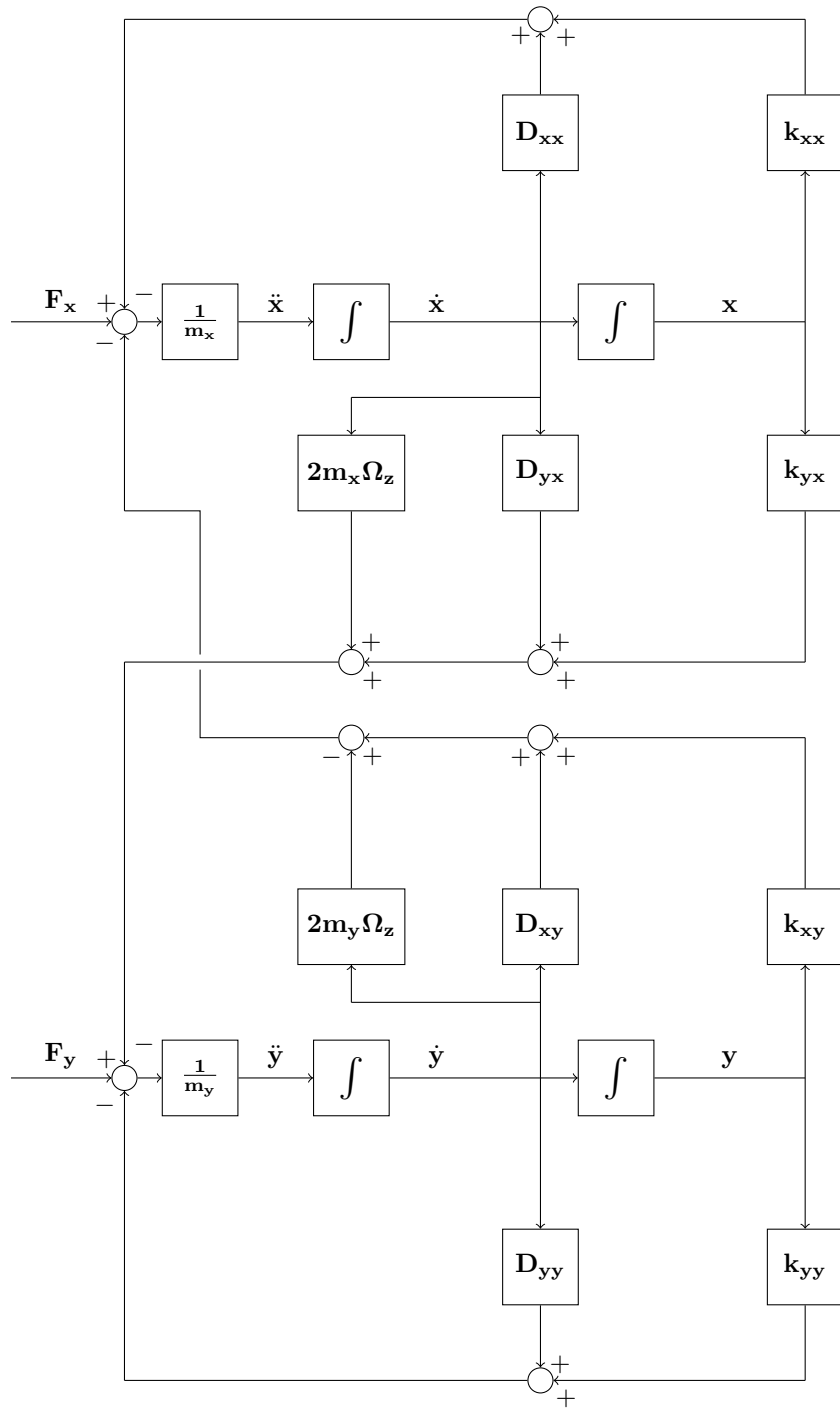 + +
D_xx k_xx
F_x + − 1/m_x ẍ ∫ ẋ ∫ x
−
2m_xΩ_z D_yx k_yx
+ +
+ +
− + + +
2m_yΩ_z D_xy k_xy
F_y + − 1/m_y ÿ ∫ ẏ ∫ y
−
D_yy k_yy
+
+